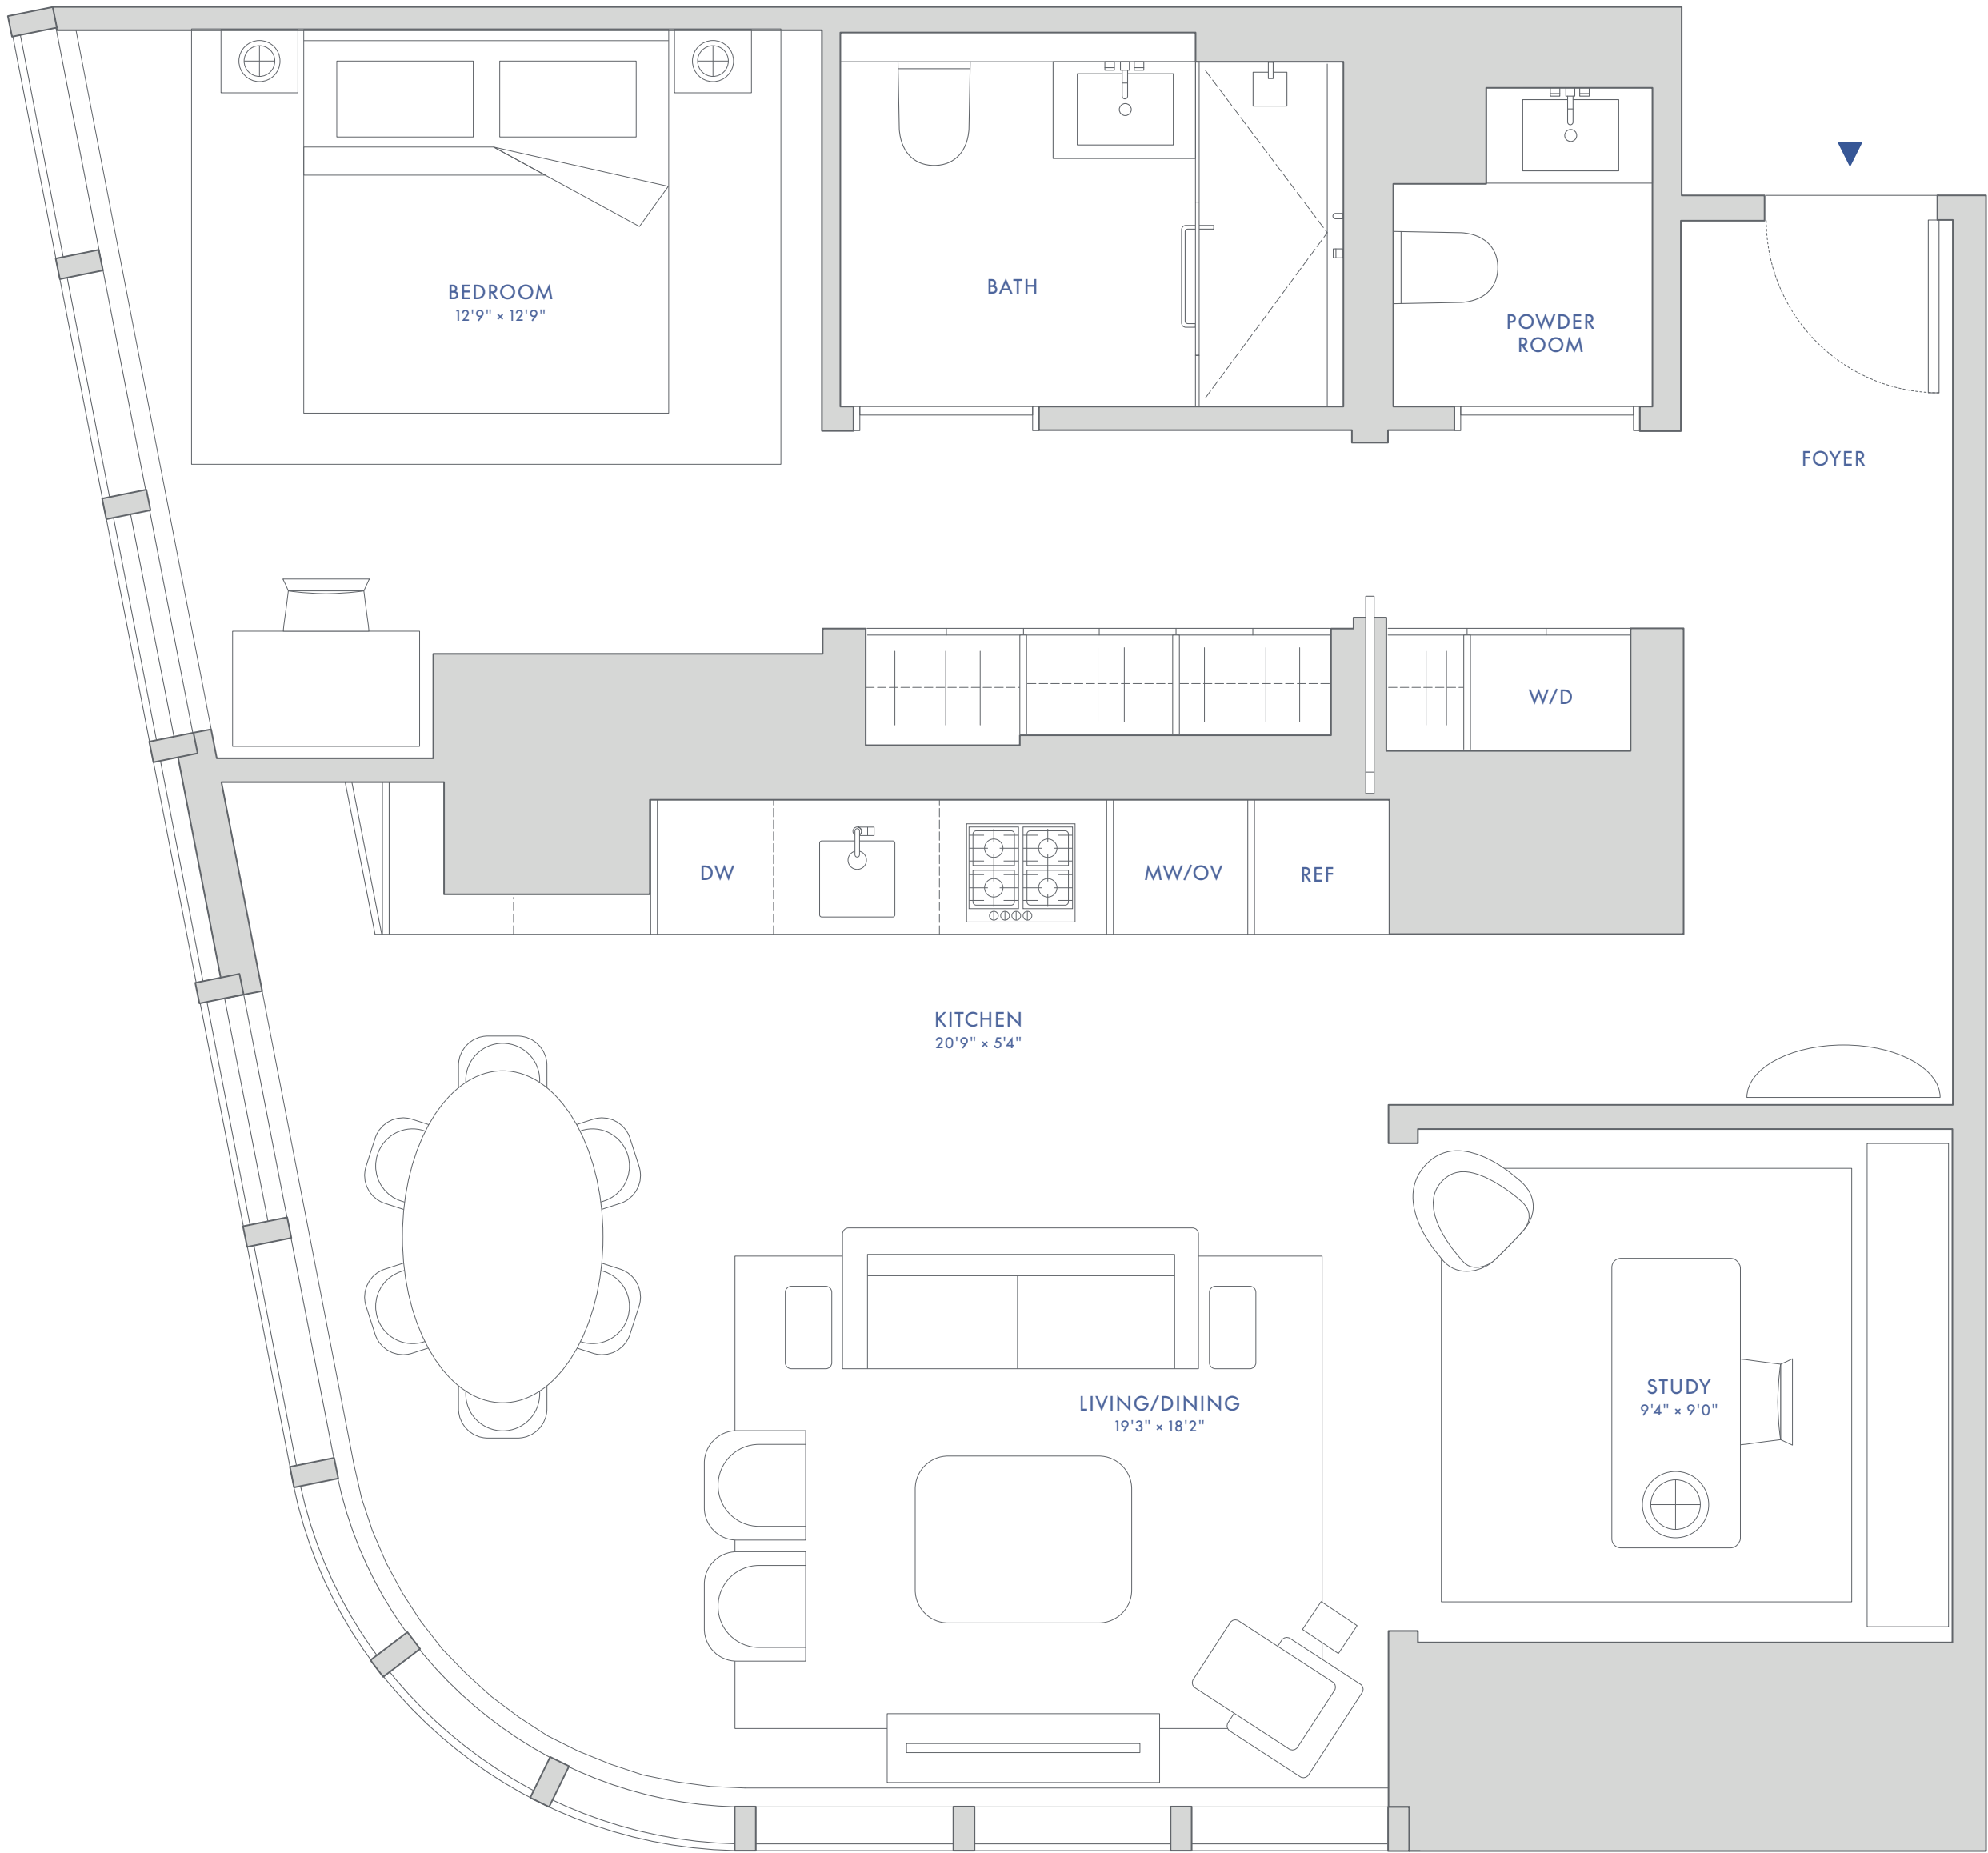 BEDROOM
12'9" × 12'9"
BATH
POWDER
ROOM
FOYER
W/D
DW
MW/OV
REF
KITCHEN
20'9" × 5'4"
LIVING/DINING
19'3" × 18'2"
STUDY
9'4" × 9'0"